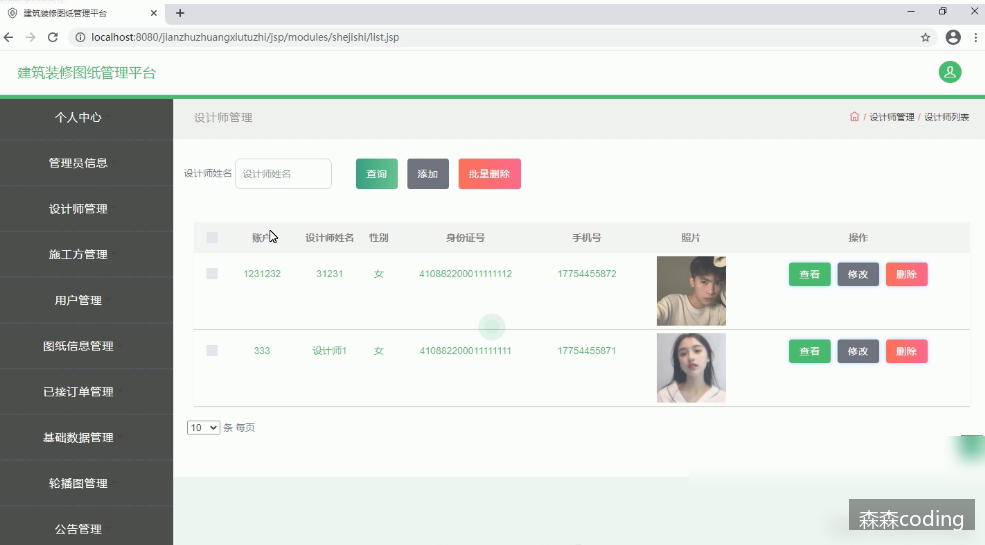 建筑装修图纸管理平台
localhost:8080/jianzhuzhuangxiutuzhi/jsp/modules/shejishi/list.jsp
建筑装修图纸管理平台
个人中心
管理员信息
设计师管理
施工方管理
用户管理
图纸信息管理
已接订单管理
基础数据管理
轮播图管理
公告管理
设计师管理
/ 设计师管理 / 设计师列表
设计师姓名 设计师姓名 查询 添加 批量删除
账户 设计师姓名 性别 身份证号 手机号 照片 操作
1231232 31231 女 410882200011111112 17754455872 查看 修改 删除
333 设计师1 女 410882200011111111 17754455871 查看 修改 删除
10 条 每页
森森coding